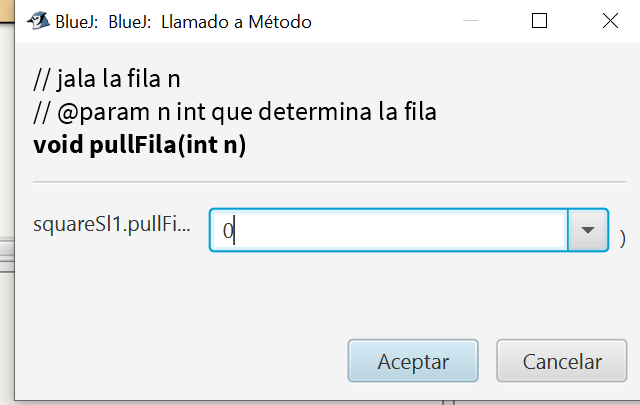 BlueJ:  BlueJ:  Llamado a Método
// jala la fila n
// @param n int que determina la fila
void pullFila(int n)
squareSl1.pullFi... 0 )
Aceptar Cancelar